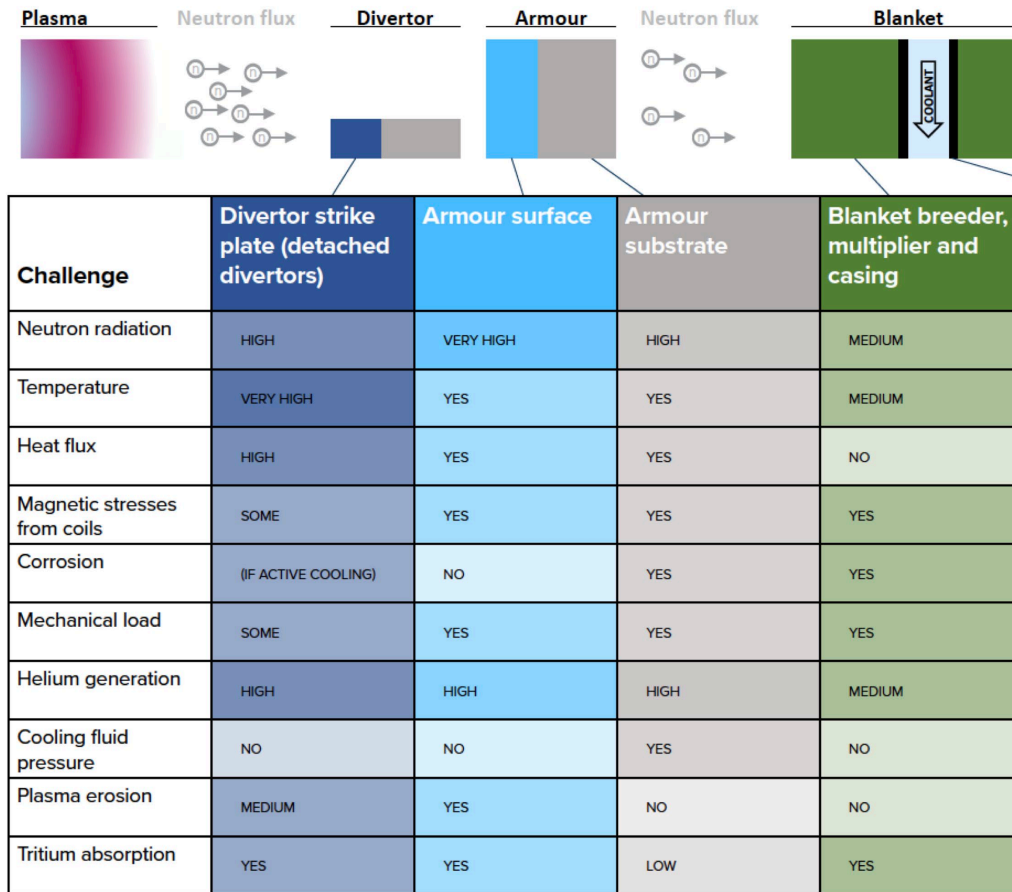 Plasma Neutron flux Divertor Armour Neutron flux Blanket
n n
n
n n
n n
n
n
n
n
COOLANT
Challenge
Divertor strike
plate (detached
divertors)
Armour surface
Armour
substrate
Blanket breeder,
multiplier and
casing
Neutron radiation
HIGH VERY HIGH HIGH MEDIUM
Temperature
VERY HIGH YES YES MEDIUM
Heat flux
HIGH YES YES NO
Magnetic stresses
from coils
SOME YES YES YES
Corrosion
(IF ACTIVE COOLING) NO YES YES
Mechanical load
SOME YES YES YES
Helium generation
HIGH HIGH HIGH MEDIUM
Cooling fluid
pressure
NO NO YES NO
Plasma erosion
MEDIUM YES NO NO
Tritium absorption
YES YES LOW YES